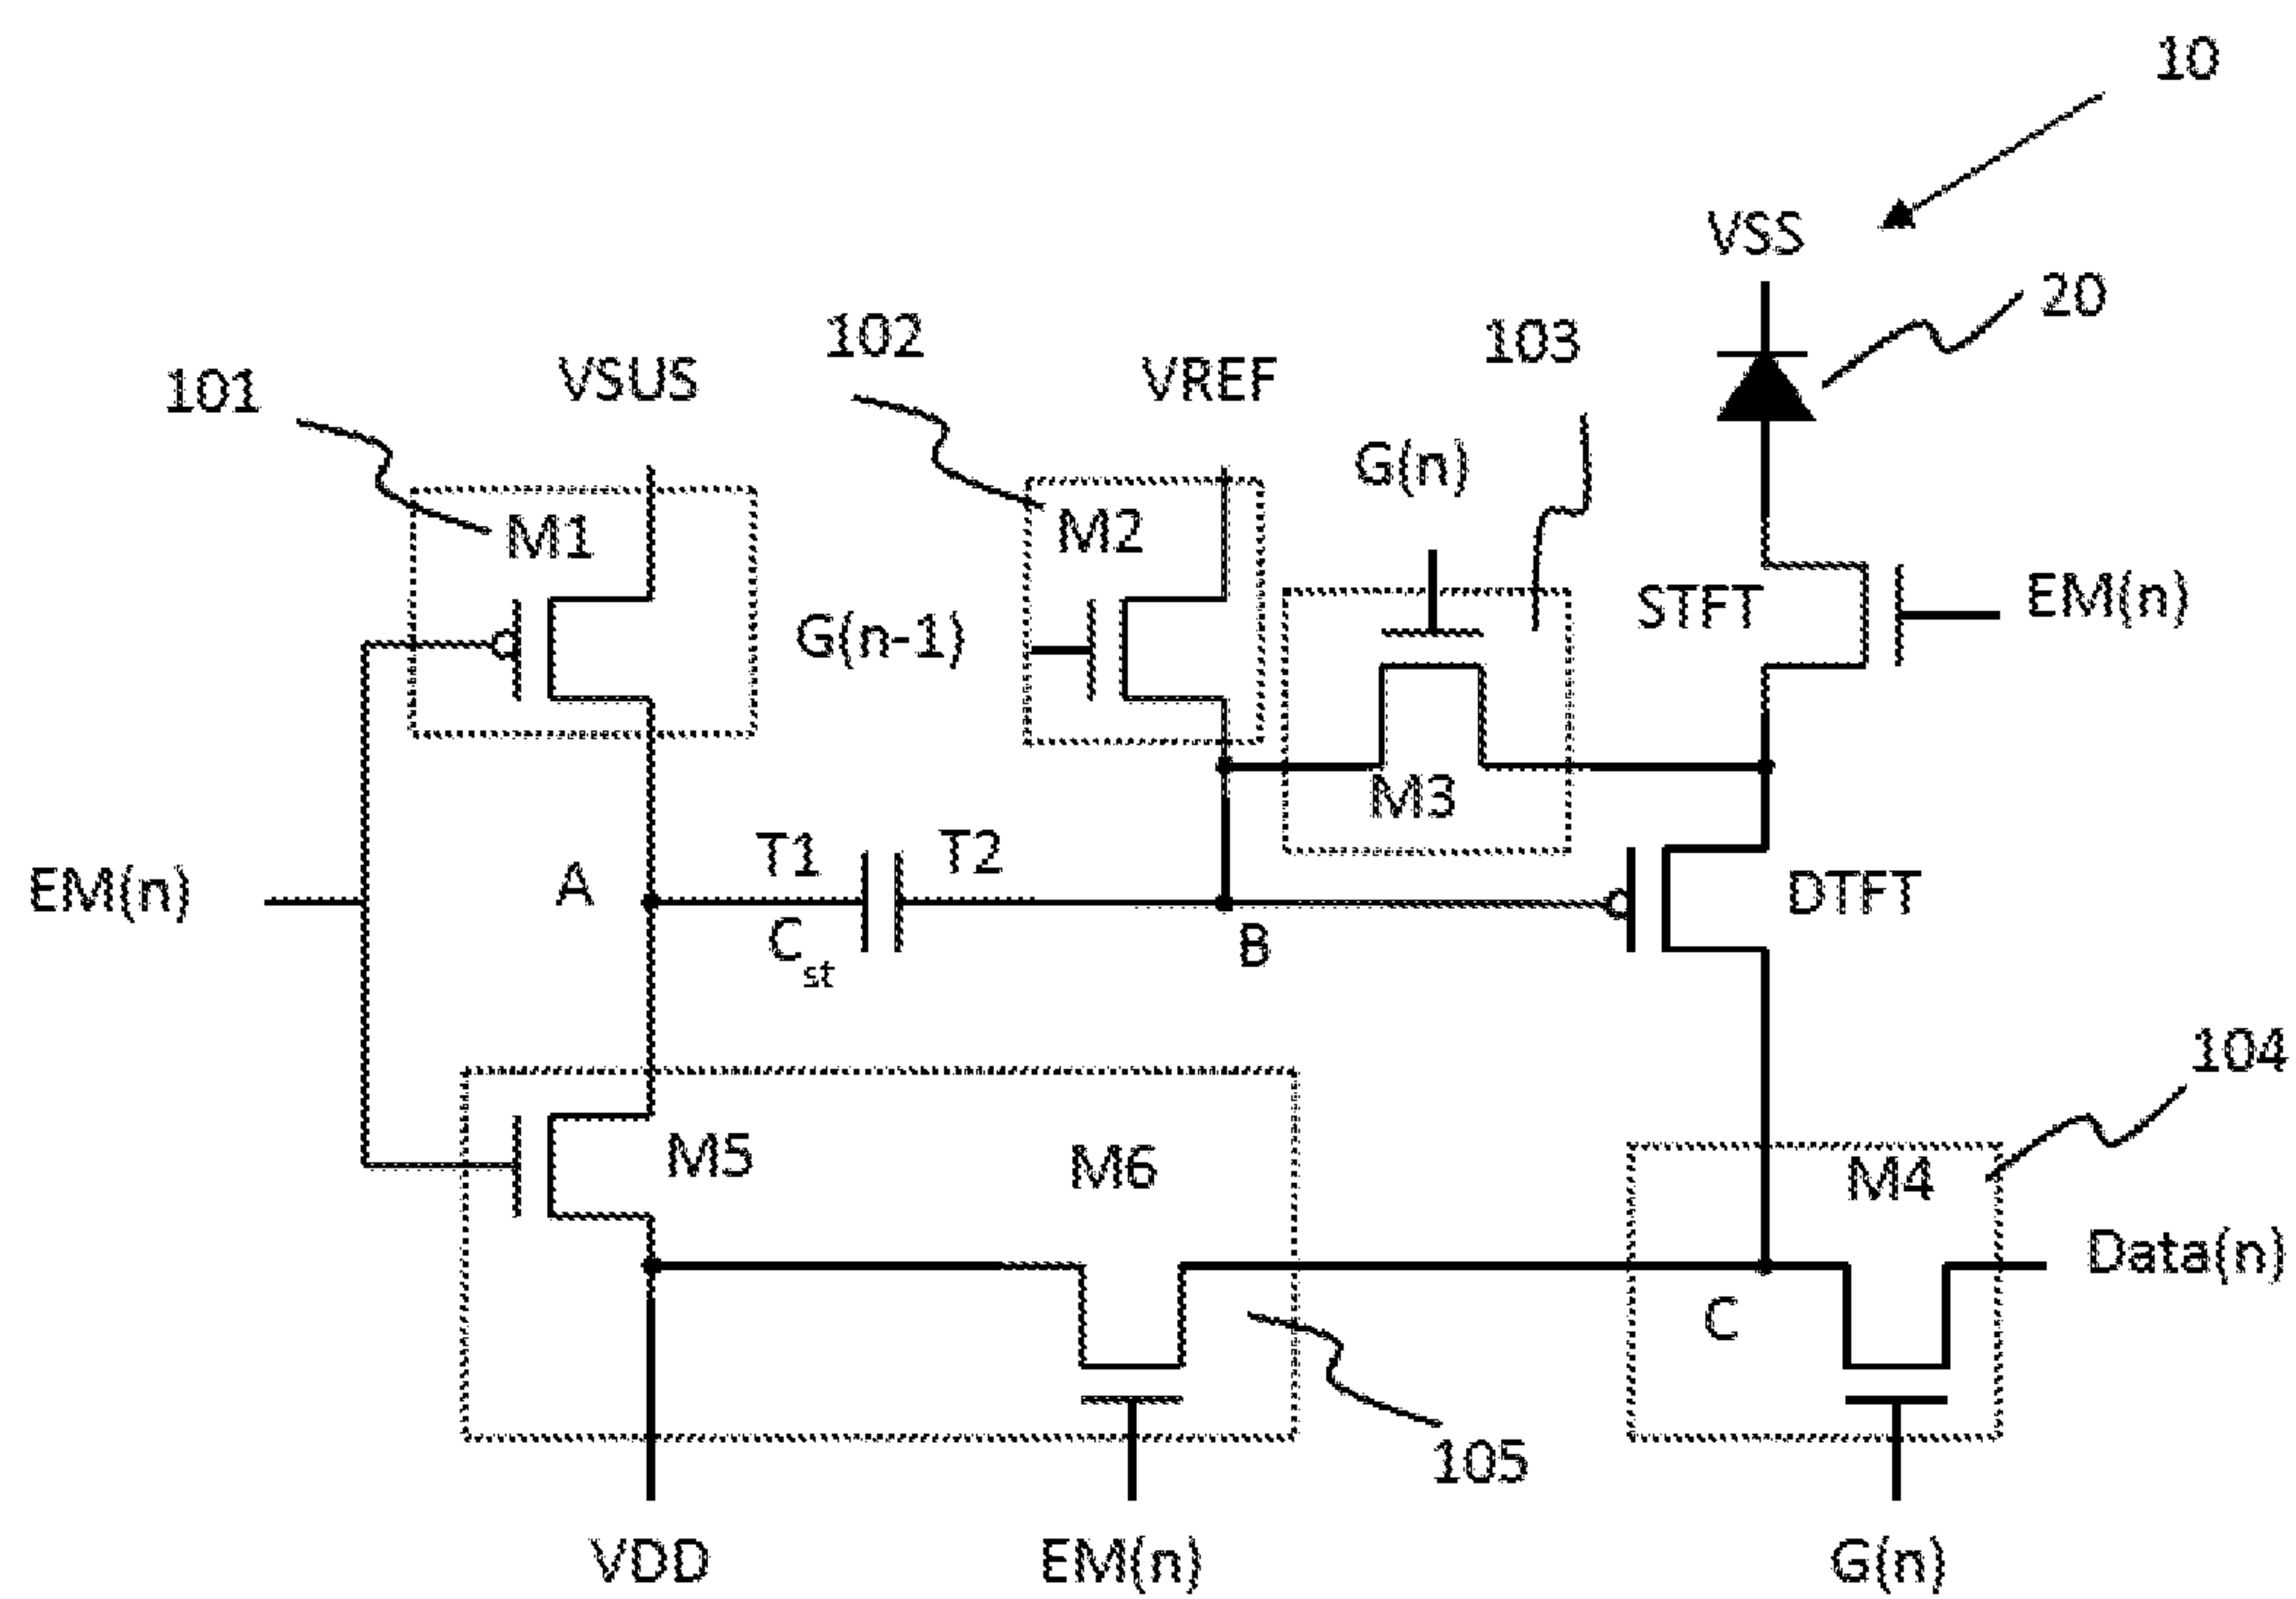 10
VSS
20
102
103
101
VSUS
VREF
G(n)
M1
M2
STFT
EM(n)
G(n-1)
M3
T1
T2
EM(n)
A
DTFT
Cst
B
104
M5
M6
M4
Data(n)
C
105
VDD
EM(n)
G(n)